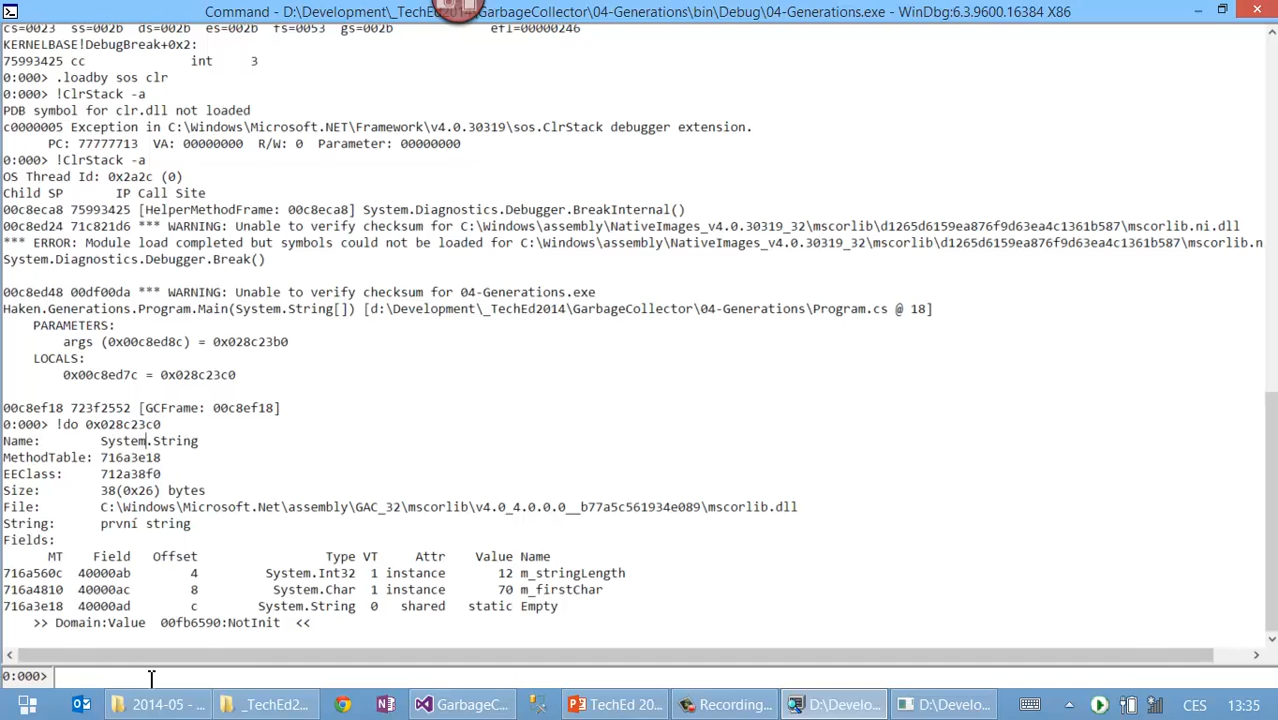 Command - D:\Development\_TechEd2014\GarbageCollector\04-Generations\bin\Debug\04-Generations.exe - WinDbg:6.3.9600.16384 X86
cs=0023  ss=002b  ds=002b  es=002b  fs=0053  gs=002b             efl=00000246
KERNELBASE!DebugBreak+0x2:
75993425 cc              int     3
0:000> .loadby sos clr
0:000> !ClrStack -a
PDB symbol for clr.dll not loaded
c0000005 Exception in C:\Windows\Microsoft.NET\Framework\v4.0.30319\sos.ClrStack debugger extension.
      PC: 77777713  VA: 00000000  R/W: 0  Parameter: 00000000
0:000> !ClrStack -a
OS Thread Id: 0x2a2c (0)
Child SP       IP Call Site
00c8eca8 75993425 [HelperMethodFrame: 00c8eca8] System.Diagnostics.Debugger.BreakInternal()
00c8ed24 71c821d6 *** WARNING: Unable to verify checksum for C:\Windows\assembly\NativeImages_v4.0.30319_32\mscorlib\d1265d6159ea876f9d63ea4c1361b587\mscorlib.ni.dll
*** ERROR: Module load completed but symbols could not be loaded for C:\Windows\assembly\NativeImages_v4.0.30319_32\mscorlib\d1265d6159ea876f9d63ea4c1361b587\mscorlib.n
System.Diagnostics.Debugger.Break()
00c8ed48 00df00da *** WARNING: Unable to verify checksum for 04-Generations.exe
Haken.Generations.Program.Main(System.String[]) [d:\Development\_TechEd2014\GarbageCollector\04-Generations\Program.cs @ 18]
    PARAMETERS:
        args (0x00c8ed8c) = 0x028c23b0
    LOCALS:
        0x00c8ed7c = 0x028c23c0
00c8ef18 723f2552 [GCFrame: 00c8ef18]
0:000> !do 0x028c23c0
Name:        System.String
MethodTable: 716a3e18
EEClass:     712a38f0
Size:        38(0x26) bytes
File:        C:\Windows\Microsoft.Net\assembly\GAC_32\mscorlib\v4.0_4.0.0.0__b77a5c561934e089\mscorlib.dll
String:      první string
Fields:
      MT    Field   Offset                 Type VT     Attr    Value Name
716a560c  40000ab        4         System.Int32  1 instance       12 m_stringLength
716a4810  40000ac        8          System.Char  1 instance       70 m_firstChar
716a3e18  40000ad        c        System.String  0   shared   static Empty
    >> Domain:Value  00fb6590:NotInit  <<
0:000>
2014-05 - ... _TechEd2... GarbageC... TechEd 20... Recording... D:\Develo... D:\Develo... CES 13:35